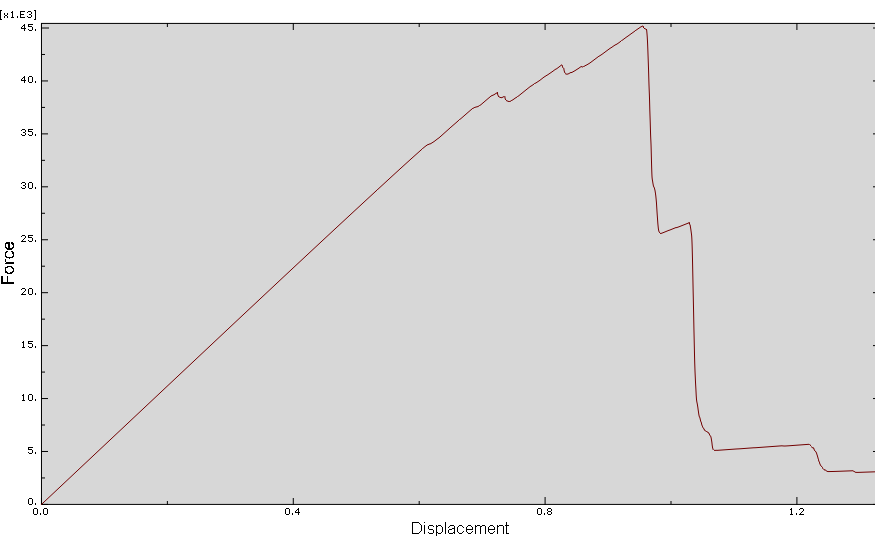 [x1.E3]
45.
40.
35.
30.
25.
20.
15.
10.
5.
0.
Force
0.0 0.4 0.8 1.2
Displacement